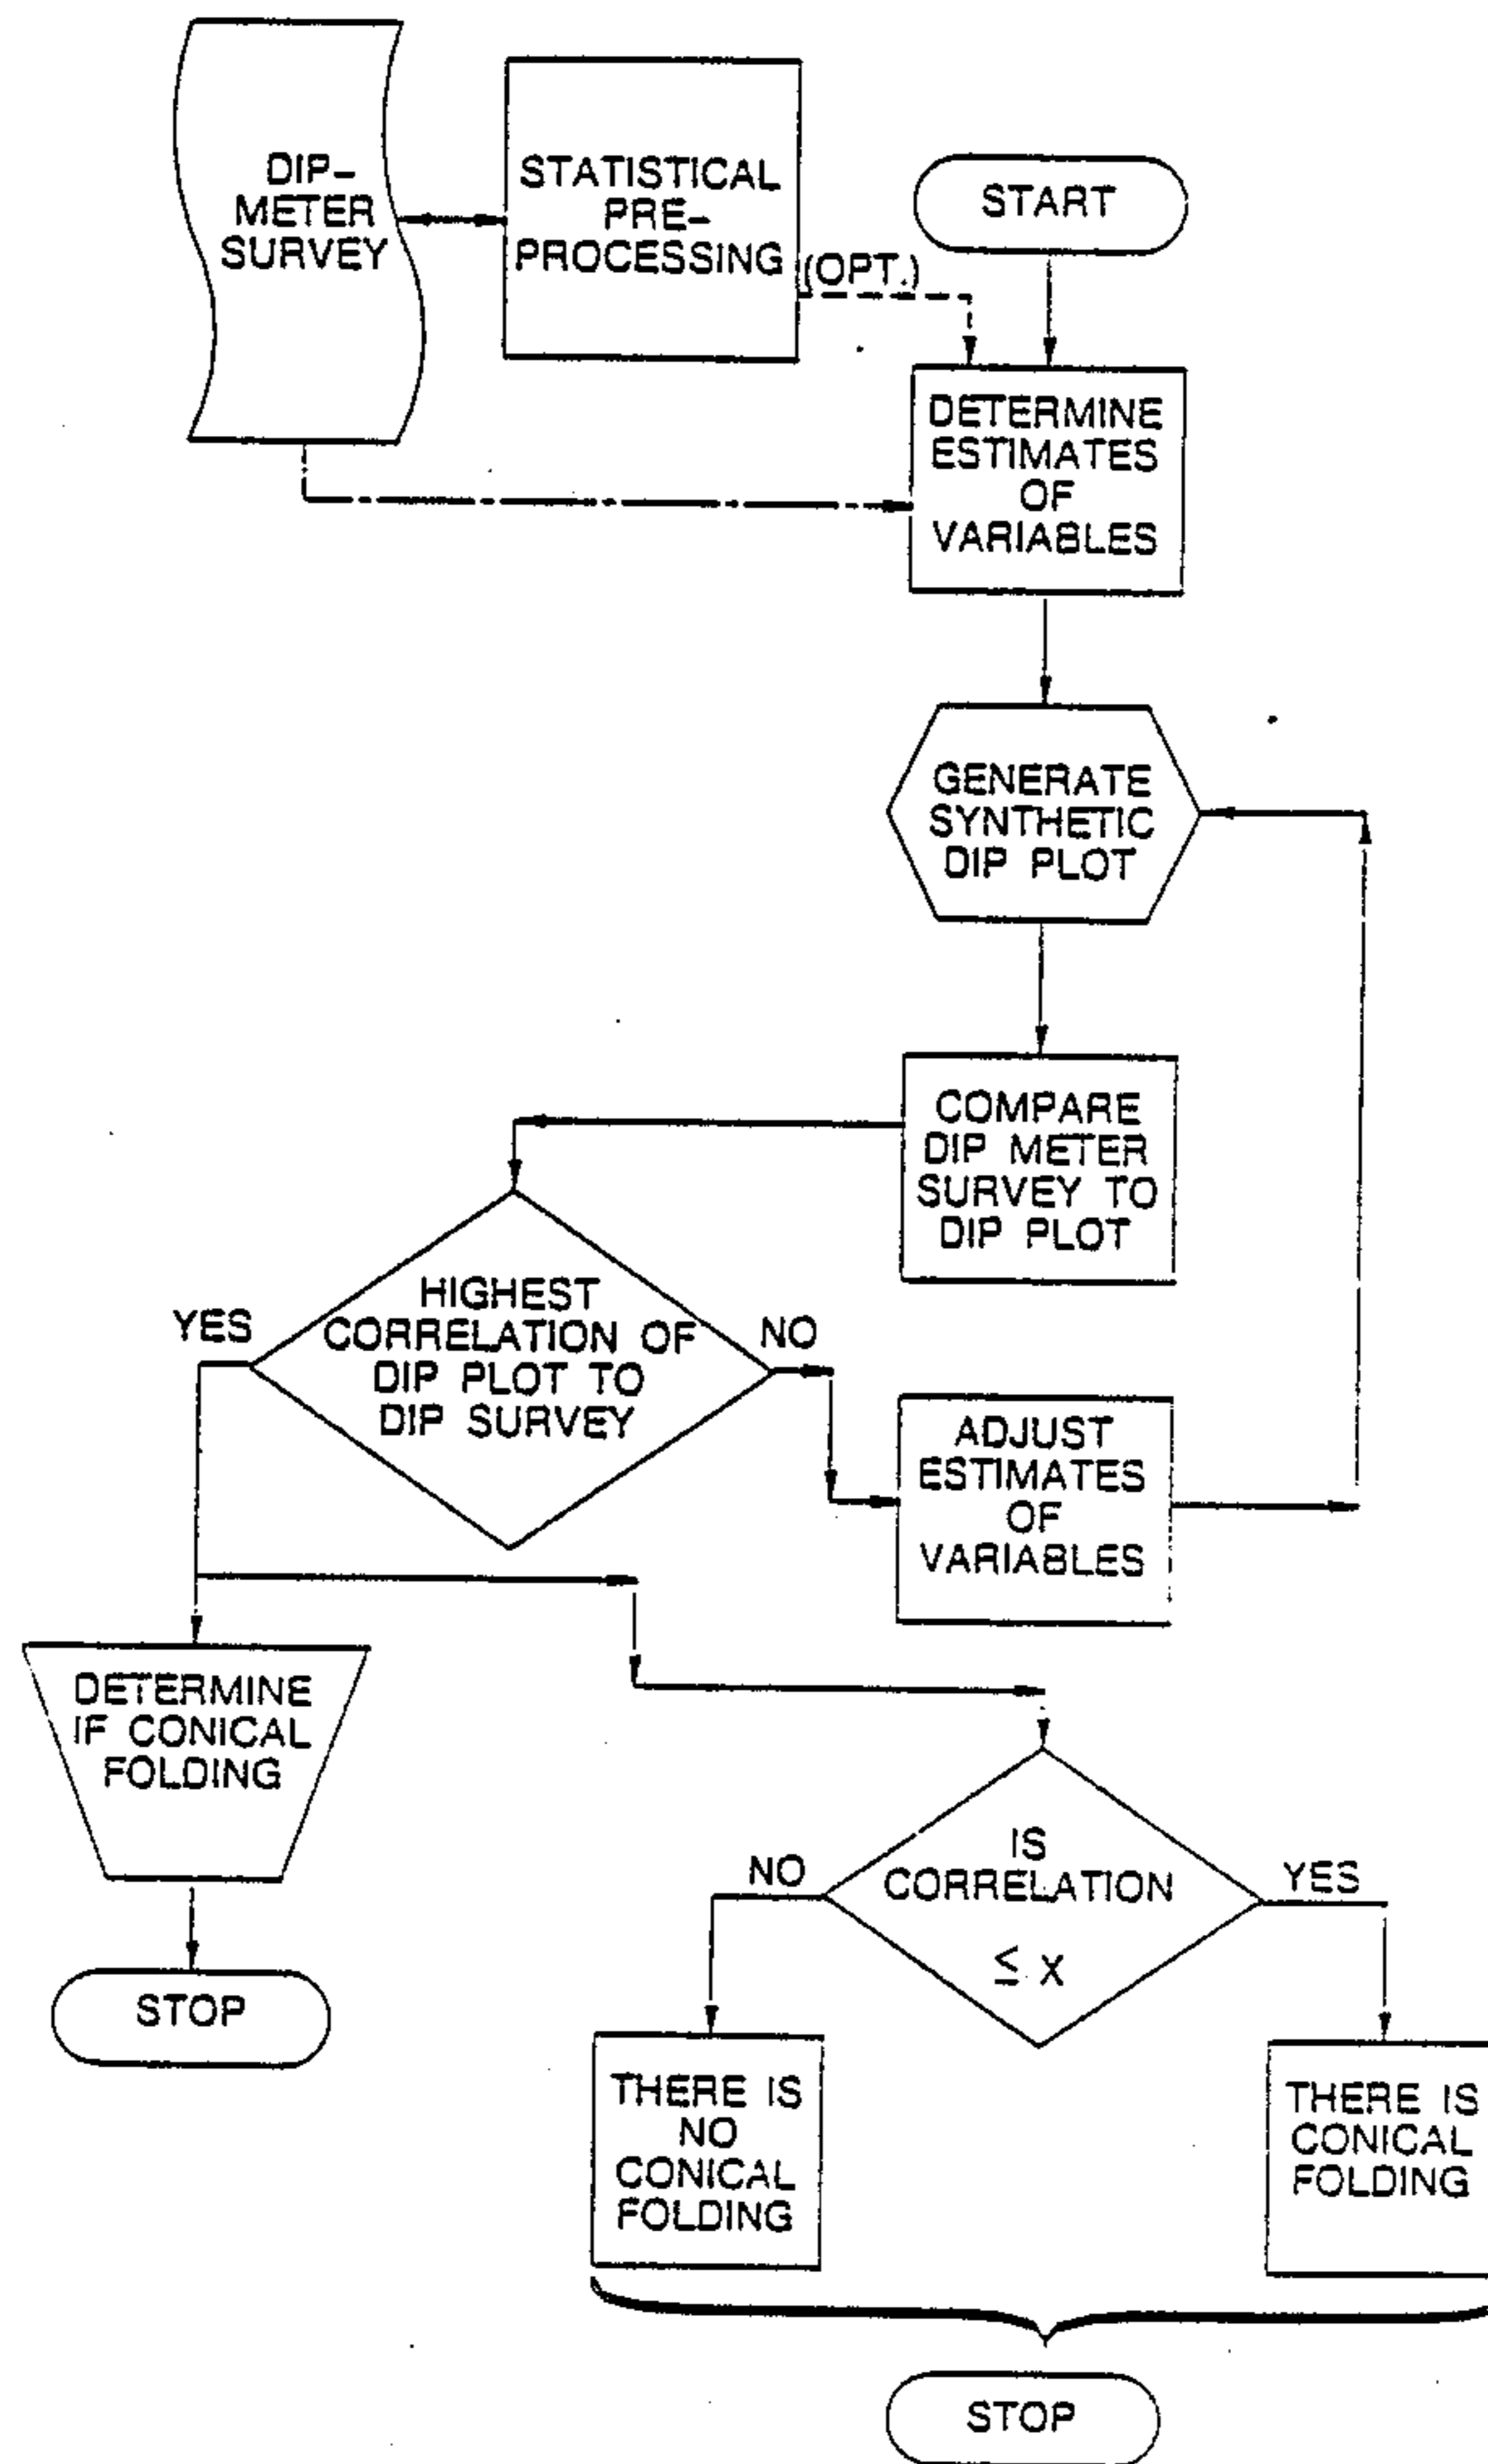 DIP-
METER
SURVEY
STATISTICAL
PRE-
PROCESSING
(OPT.)
START
DETERMINE
ESTIMATES
OF
VARIABLES
GENERATE
SYNTHETIC
DIP PLOT
COMPARE
DIP METER
SURVEY TO
DIP PLOT
HIGHEST
CORRELATION OF
DIP PLOT TO
DIP SURVEY
YES
NO
ADJUST
ESTIMATES
OF
VARIABLES
DETERMINE
IF CONICAL
FOLDING
STOP
IS
CORRELATION
≤ X
NO
YES
THERE IS
NO
CONICAL
FOLDING
THERE IS
CONICAL
FOLDING
STOP